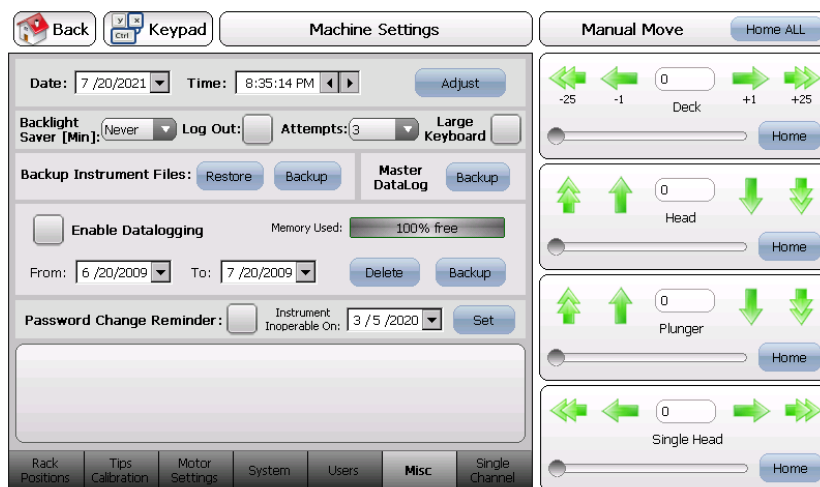 Back
y x
Ctrl
Keypad
Machine Settings
Manual Move
Home ALL
Date: 7 /20/2021
Time: 8:35:14 PM
Adjust
Backlight
Saver [Min]: Never
Log Out:
Attempts: 3
Large
Keyboard
Backup Instrument Files:
Restore
Backup
Master
DataLog
Backup
Enable Datalogging
Memory Used: 100% free
From: 6 /20/2009
To: 7 /20/2009
Delete
Backup
Password Change Reminder:
Instrument
Inoperable On: 3 / 5 /2020
Set
Rack
Positions
Tips
Calibration
Motor
Settings
System
Users
Misc
Single
Channel
0
-25 -1 Deck +1 +25
Home
0
Head
Home
0
Plunger
Home
0
Single Head
Home